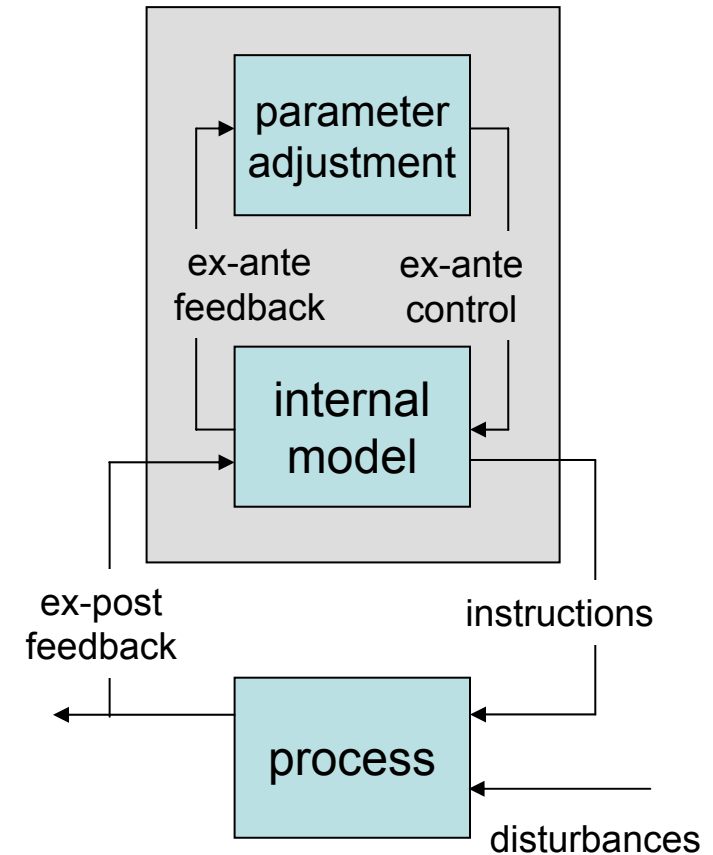 parameter
adjustment
ex-ante
feedback
ex-ante
control
internal
model
ex-post
feedback
instructions
process
disturbances